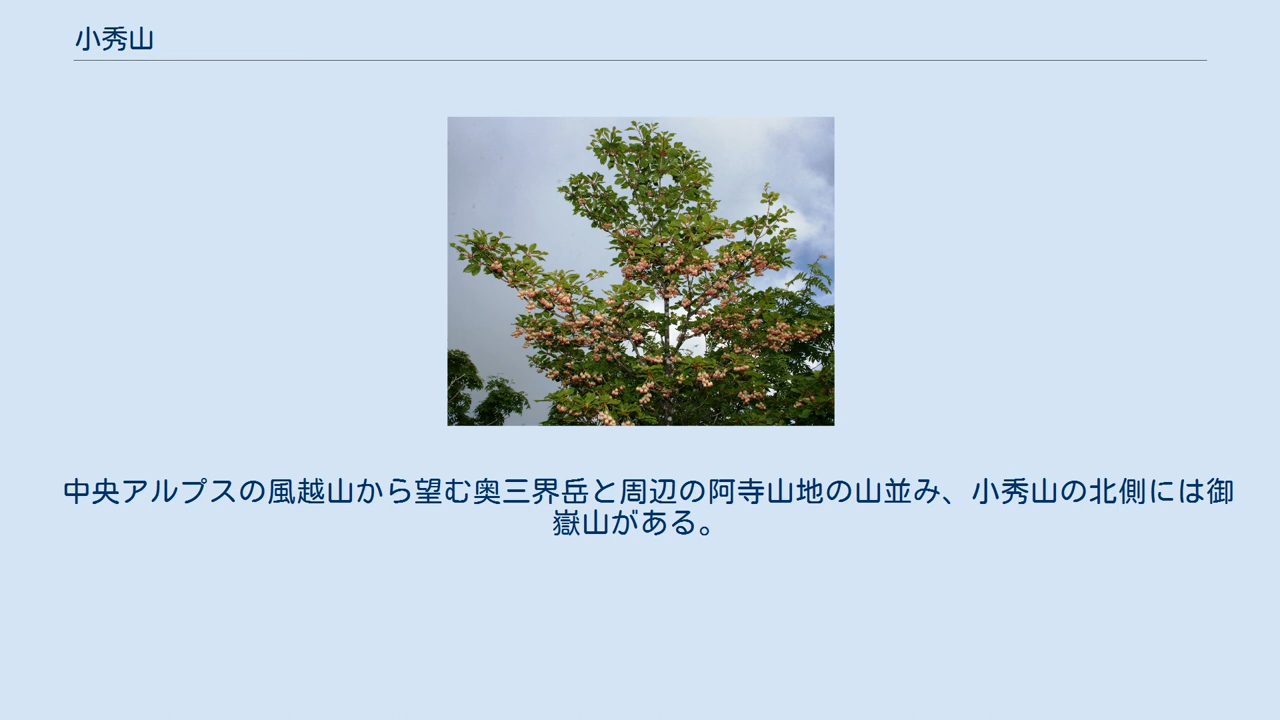 小秀山
中央アルプスの風越山から望む奥三界岳と周辺の阿寺山地の山並み、小秀山の北側には御
嶽山がある。